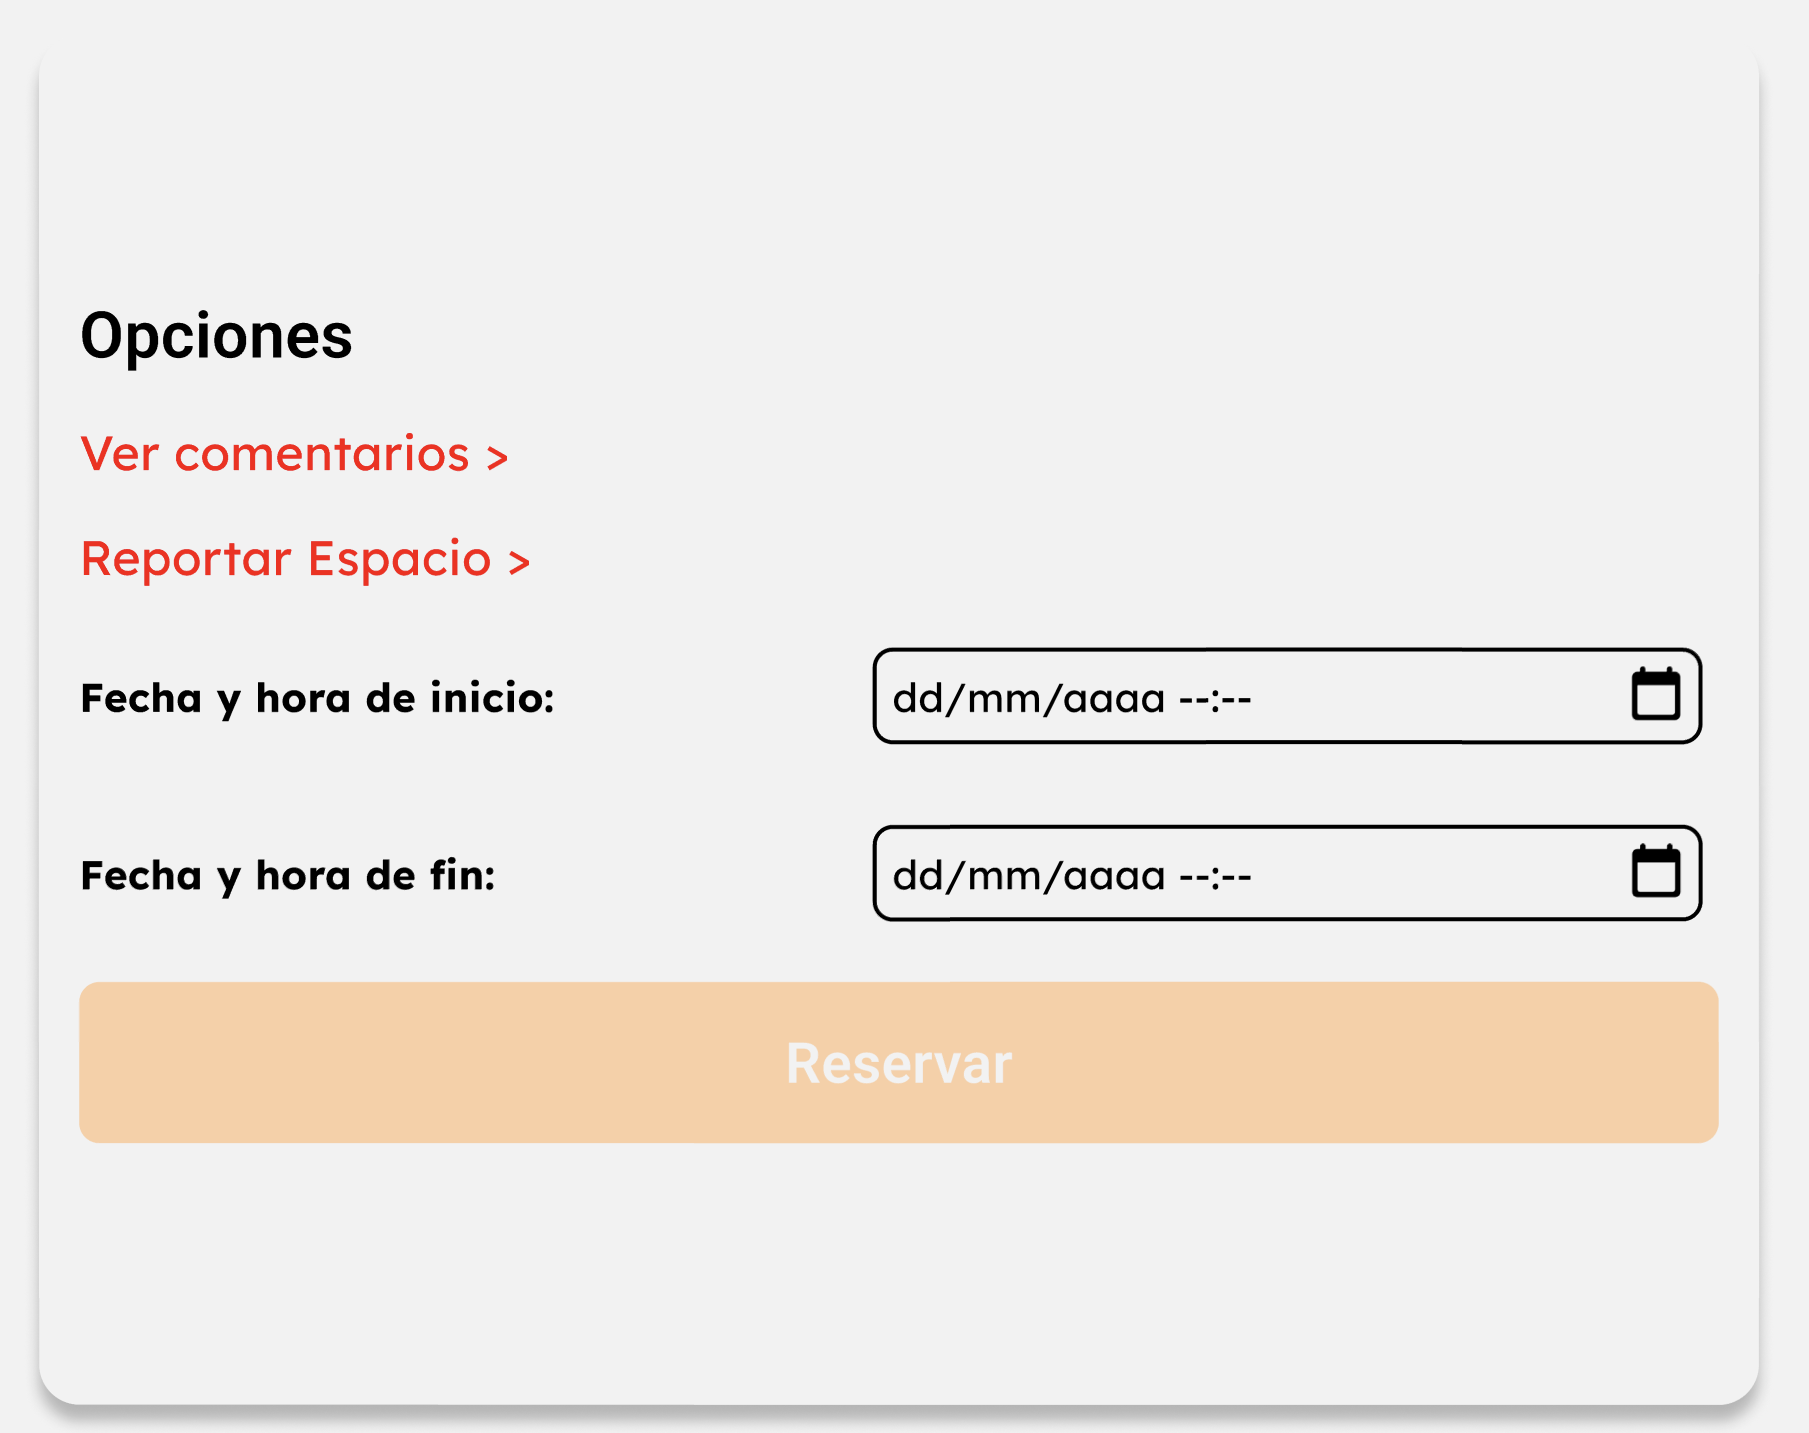 Opciones
Ver comentarios >
Reportar Espacio >
Fecha y hora de inicio: dd/mm/aaaa --:--
Fecha y hora de fin: dd/mm/aaaa --:--
Reservar